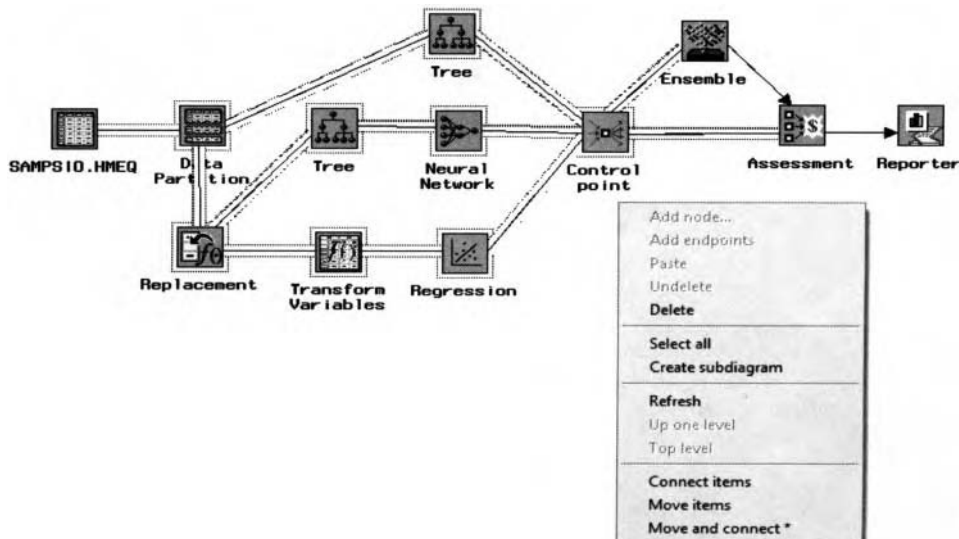 Tree
Ensemble
SAMPSIO.HMEQ
Data
Partition
Tree
Neural
Network
Control
point
Assessment
Reporter
Replacement
Transform
Variables
Regression
Add node...
Add endpoints
Paste
Undelete
Delete
Select all
Create subdiagram
Refresh
Up one level
Top level
Connect items
Move items
Move and connect *